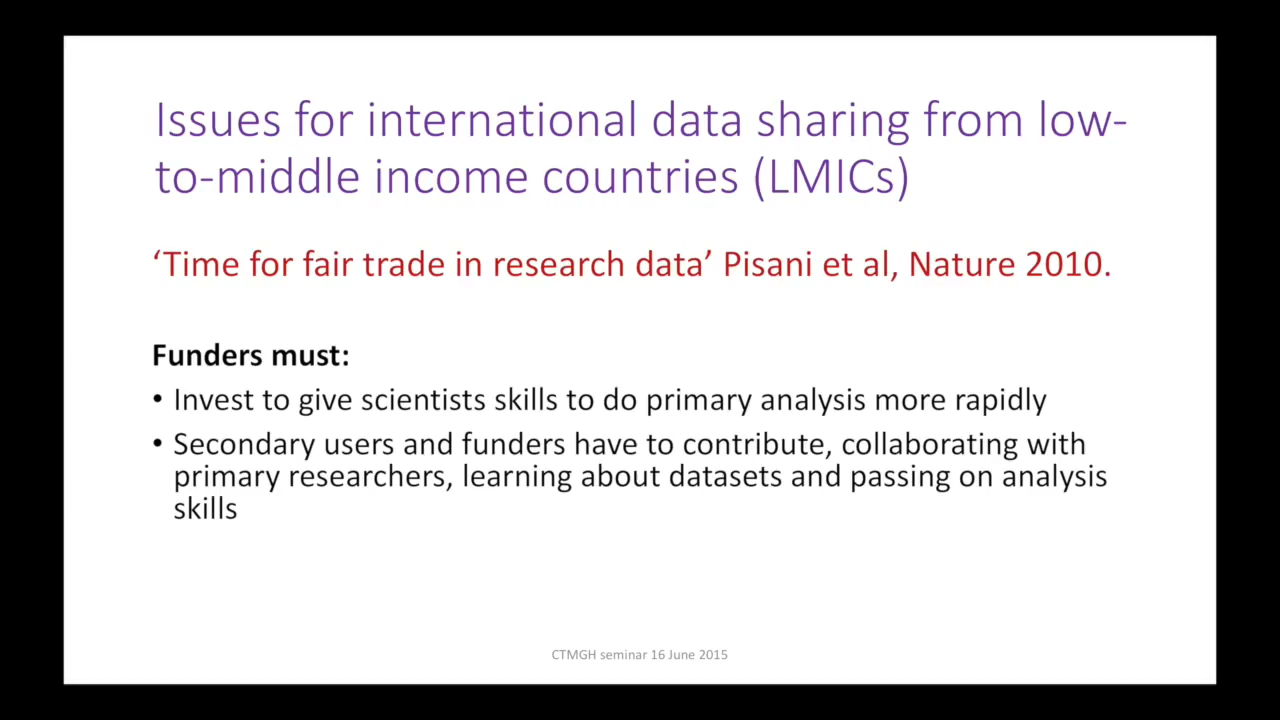 Issues for international data sharing from low-
to-middle income countries (LMICs)
‘Time for fair trade in research data’ Pisani et al, Nature 2010.
Funders must:
• Invest to give scientists skills to do primary analysis more rapidly
• Secondary users and funders have to contribute, collaborating with
primary researchers, learning about datasets and passing on analysis
skills
CTMGH seminar 16 June 2015